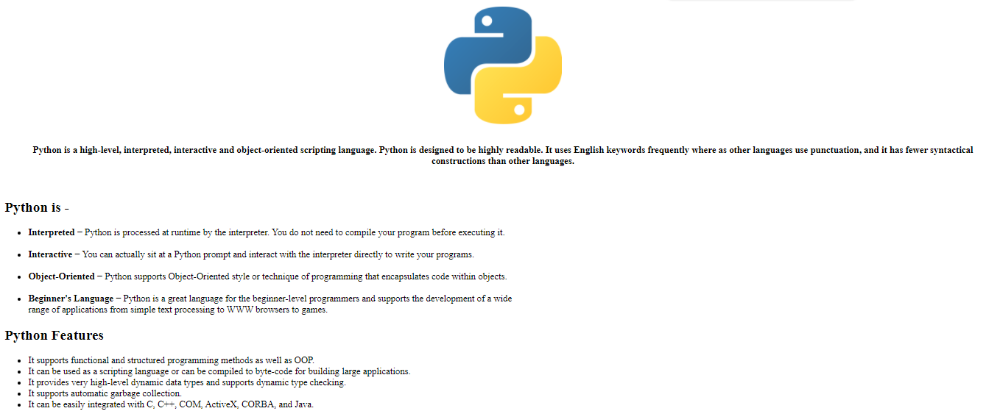 Python is a high-level, interpreted, interactive and object-oriented scripting language. Python is designed to be highly readable. It uses English keywords frequently where as other languages use punctuation, and it has fewer syntactical
constructions than other languages.
Python is -
• Interpreted − Python is processed at runtime by the interpreter. You do not need to compile your program before executing it.
• Interactive − You can actually sit at a Python prompt and interact with the interpreter directly to write your programs.
• Object-Oriented − Python supports Object-Oriented style or technique of programming that encapsulates code within objects.
• Beginner's Language − Python is a great language for the beginner-level programmers and supports the development of a wide
range of applications from simple text processing to WWW browsers to games.
Python Features
• It supports functional and structured programming methods as well as OOP.
• It can be used as a scripting language or can be compiled to byte-code for building large applications.
• It provides very high-level dynamic data types and supports dynamic type checking.
• It supports automatic garbage collection.
• It can be easily integrated with C, C++, COM, ActiveX, CORBA, and Java.